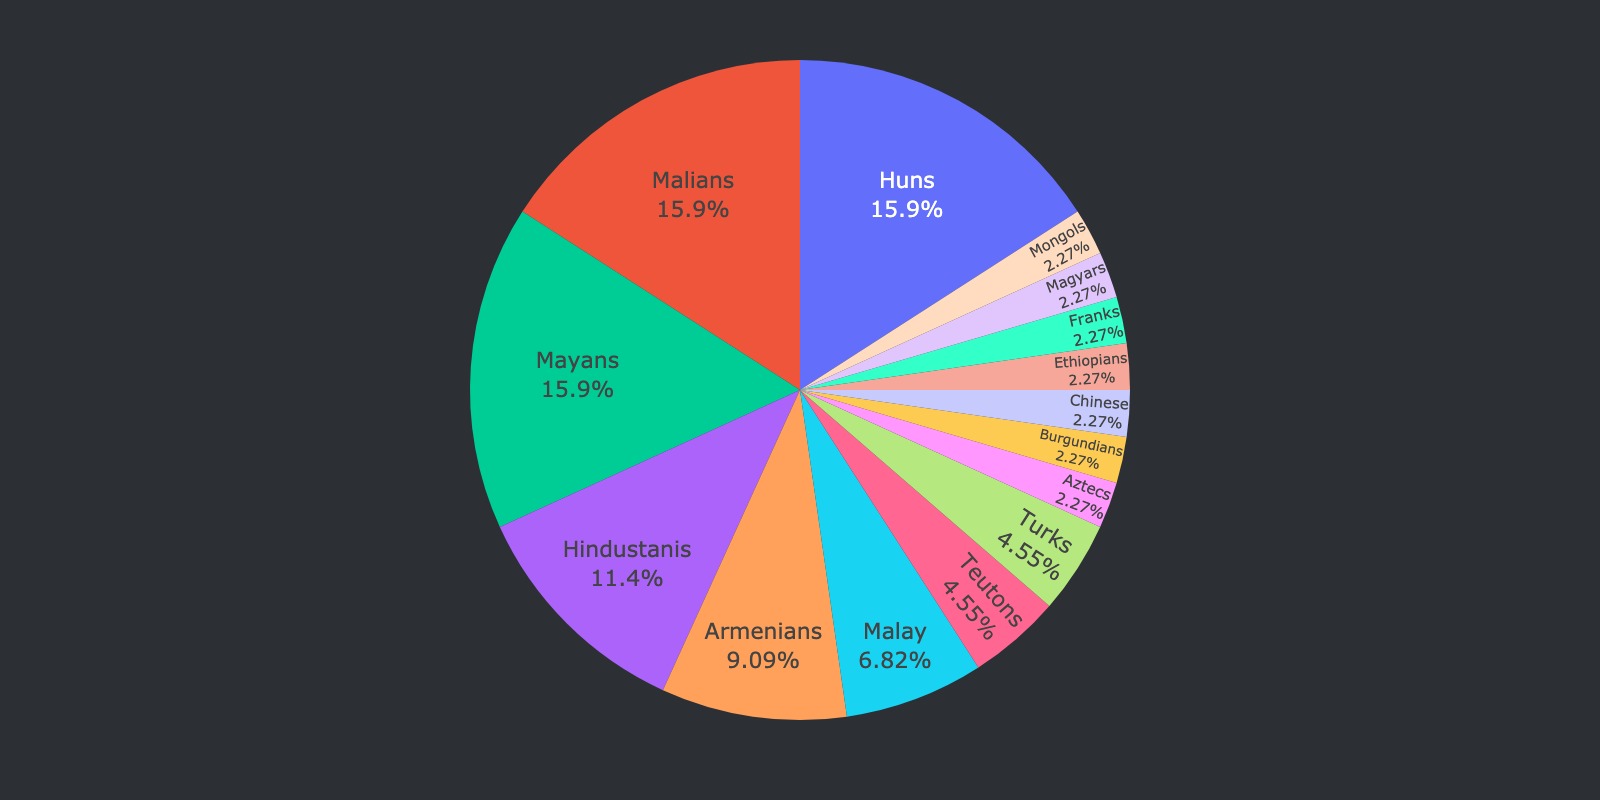 Malians
15.9%
Huns
15.9%
Mongols
2.27%
Magyars
2.27%
Franks
2.27%
Ethiopians
2.27%
Chinese
2.27%
Burgundians
2.27%
Aztecs
2.27%
Turks
4.55%
Teutons
4.55%
Malay
6.82%
Armenians
9.09%
Hindustanis
11.4%
Mayans
15.9%